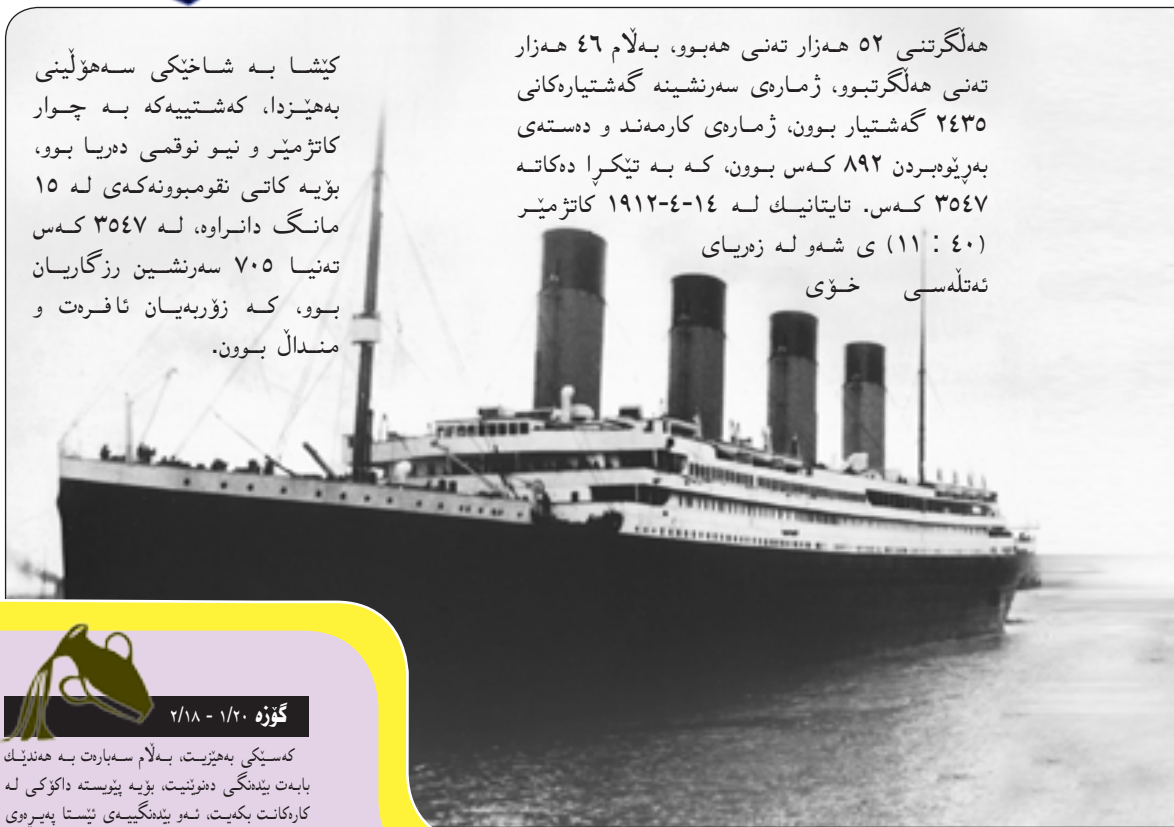 هەڵگرتنی ٥٢ هەزار تەنی هەبوو، بەڵام ٤٦ هەزار
تەنی هەڵگرتبوو، ژمارەی سەرنشینە گەشتیارەکانی
٢٤٣٥ گەشتیار بوون، ژمارەی کارمەند و دەستەی
بەڕێوەبردن ٨٩٢ کەس بوون، کە بە تێکڕا دەکاتە
٣٥٤٧ کەس. تایتانیك لە ١٤-٤-١٩١٢ کاتژمێر
(٤٠ : ١١) ی شەو لە زەریای
ئەتڵەسی خۆی
کێشا بە شاخێکی سەهۆڵینی
بەهێزدا، کەشتییەکە بە چوار
کاتژمێر و نیو نوقمی دەریا بوو،
بۆیە کاتی نقومبوونەکەی لە ١٥
مانگ دانراوە، لە ٣٥٤٧ کەس
تەنیا ٧٠٥ سەرنشین رزگاریان
بوو، کە زۆربەیان ئافرەت و
منداڵ بوون.
گۆزە ١/٢٠ - ٢/١٨
کەسێکی بەهێزیت، بەڵام سەبارەت بە هەندێك
بابەت بێدەنگی دەنوێنیت، بۆیە پێویستە داکۆکی لە
کارەکانت بکەیت، ئەو بێدەنگییەی ئێستا پەیڕەوی